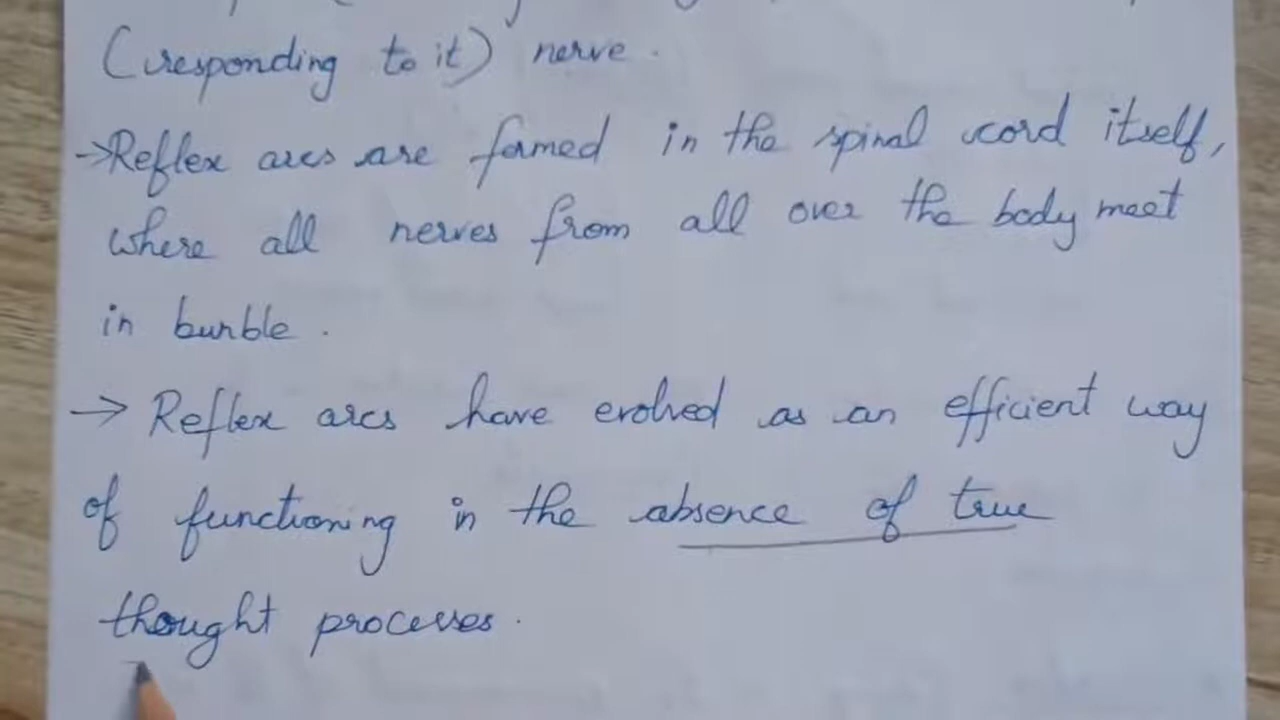 (responding to it) nerve.
→Reflex arcs are formed in the spinal cord itself,
where all nerves from all over the body meet
in bunble.
→ Reflex arcs have evolved as an efficient way
of functioning in the absence of true
thought processes.